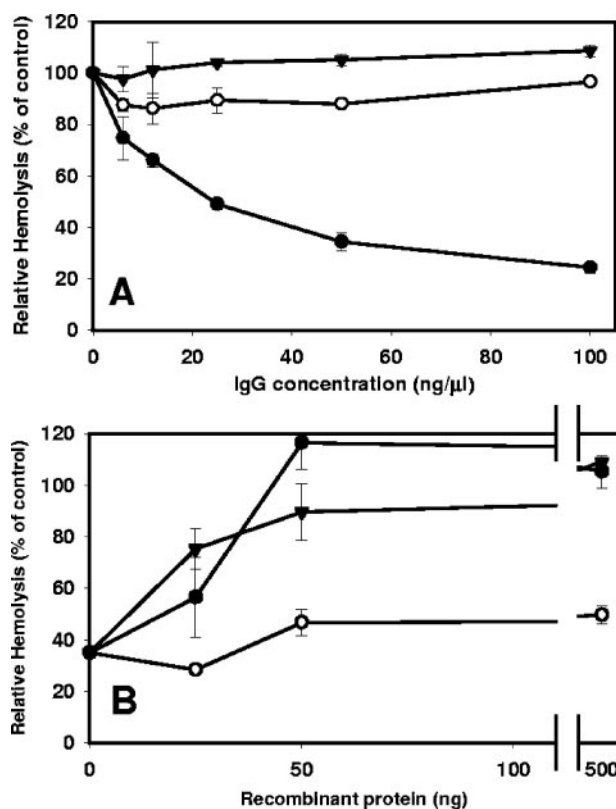 120
100
80
60
40
20
0
Relative Hemolysis (% of control)
A
0 20 40 60 80 100
IgG concentration (ng/µl)
120
100
80
60
40
20
0
Relative Hemolysis (% of control)
B
0 50 100 500
Recombinant protein (ng)